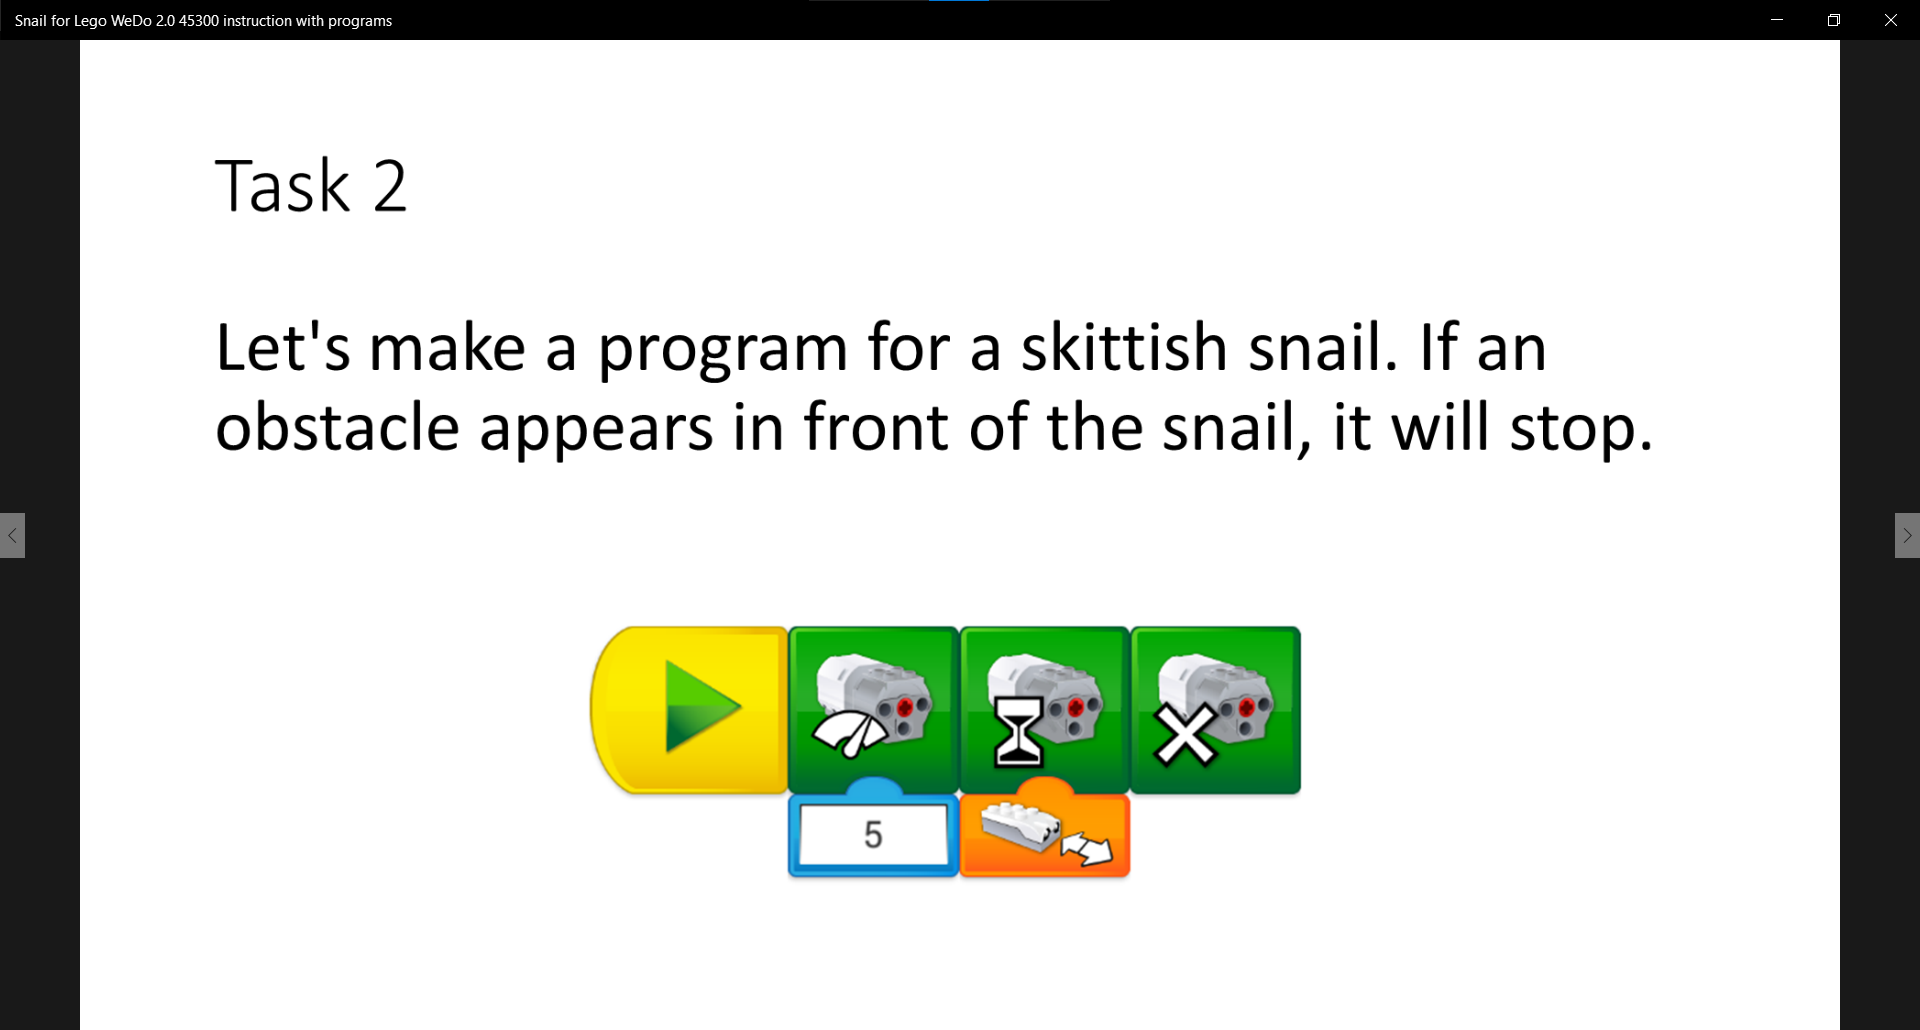 Snail for Lego WeDo 2.0 45300 instruction with programs
Task 2
Let's make a program for a skittish snail. If an
obstacle appears in front of the snail, it will stop.
5